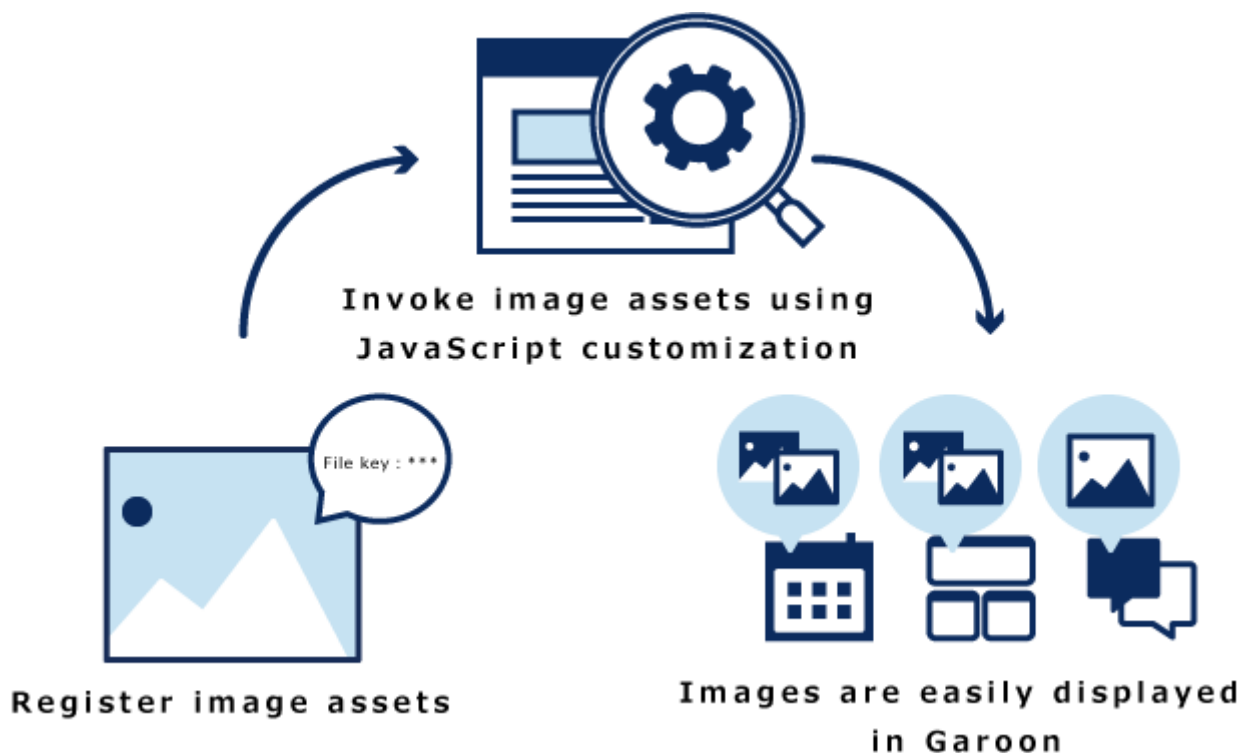 Invoke image assets using
JavaScript customization
File key : ***
Register image assets
Images are easily displayed
in Garoon